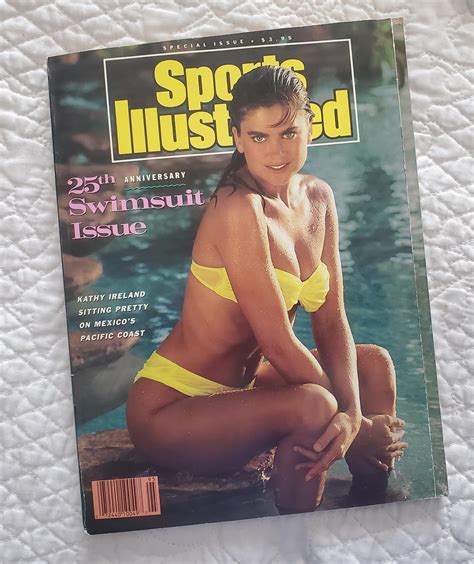 SPECIAL ISSUE • $3.95
Sports
Illustrated
25th ANNIVERSARY
Swimsuit
Issue
KATHY IRELAND
SITTING PRETTY
ON MEXICO'S
PACIFIC COAST